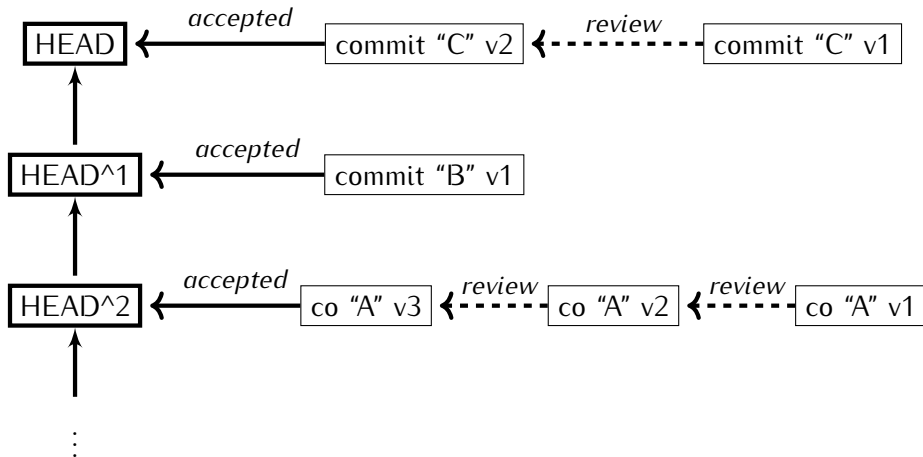 accepted review
HEAD commit “C” v2 commit “C” v1
accepted
HEAD^1 commit “B” v1
accepted review review
HEAD^2 co “A” v3 co “A” v2 co “A” v1
⋮